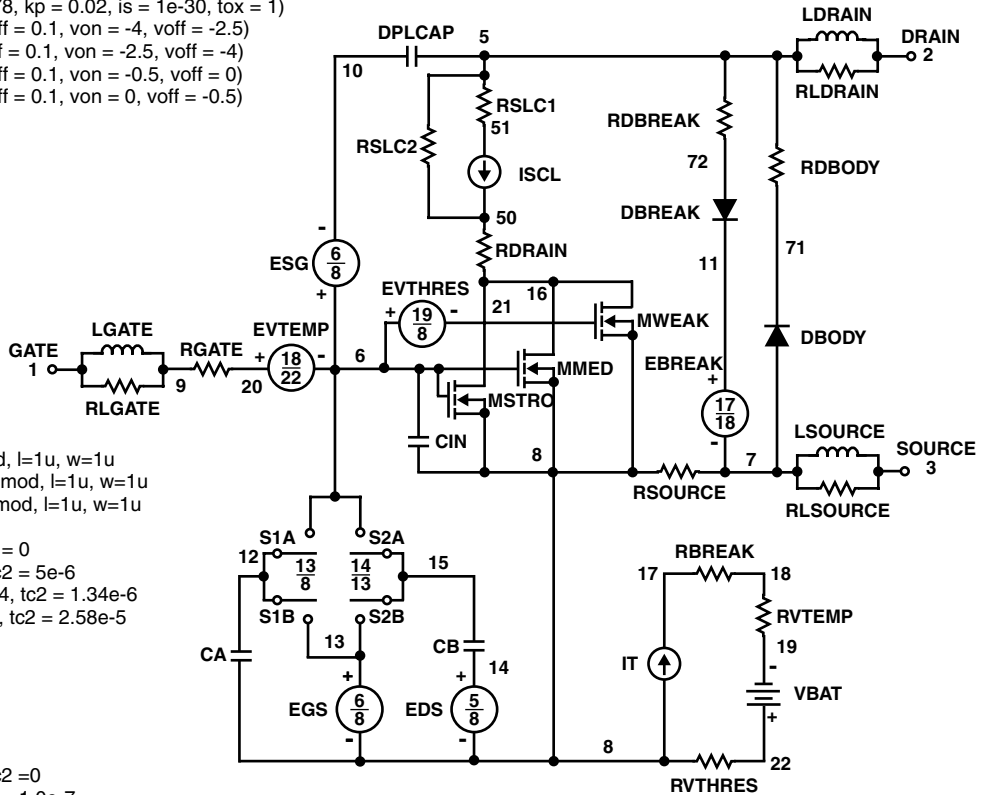 78, kp = 0.02, is = 1e-30, tox = 1)
ff = 0.1, von = -4, voff = -2.5)
f = 0.1, von = -2.5, voff = -4)
ff = 0.1, von = -0.5, voff = 0)
ff = 0.1, von = 0, voff = -0.5)
DPLCAP
5
10
LDRAIN
DRAIN
2
RLDRAIN
RSLC1
51
RSLC2
ISCL
50
RDRAIN
RDBREAK
72
RDBODY
DBREAK
11
71
-
ESG
6
8
+
EVTHRES
+
19
8
-
16
21
MWEAK
LGATE
GATE
1
RLGATE
9
RGATE
20
EVTEMP
+
18
22
-
6
MMED
MSTRO
EBREAK
+
17
18
-
DBODY
CIN
8
7
RSOURCE
LSOURCE
SOURCE
3
RLSOURCE
d, l=1u, w=1u
mod, l=1u, w=1u
mod, l=1u, w=1u
= 0
c2 = 5e-6
4, tc2 = 1.34e-6
, tc2 = 2.58e-5
S1A
S2A
12
13
8
14
13
15
S1B
S2B
13
CA
CB
14
+
EGS
6
8
-
+
EDS
5
8
-
RBREAK
17
18
RVTEMP
19
-
IT
VBAT
+
8
22
RVTHRES
c2 =0